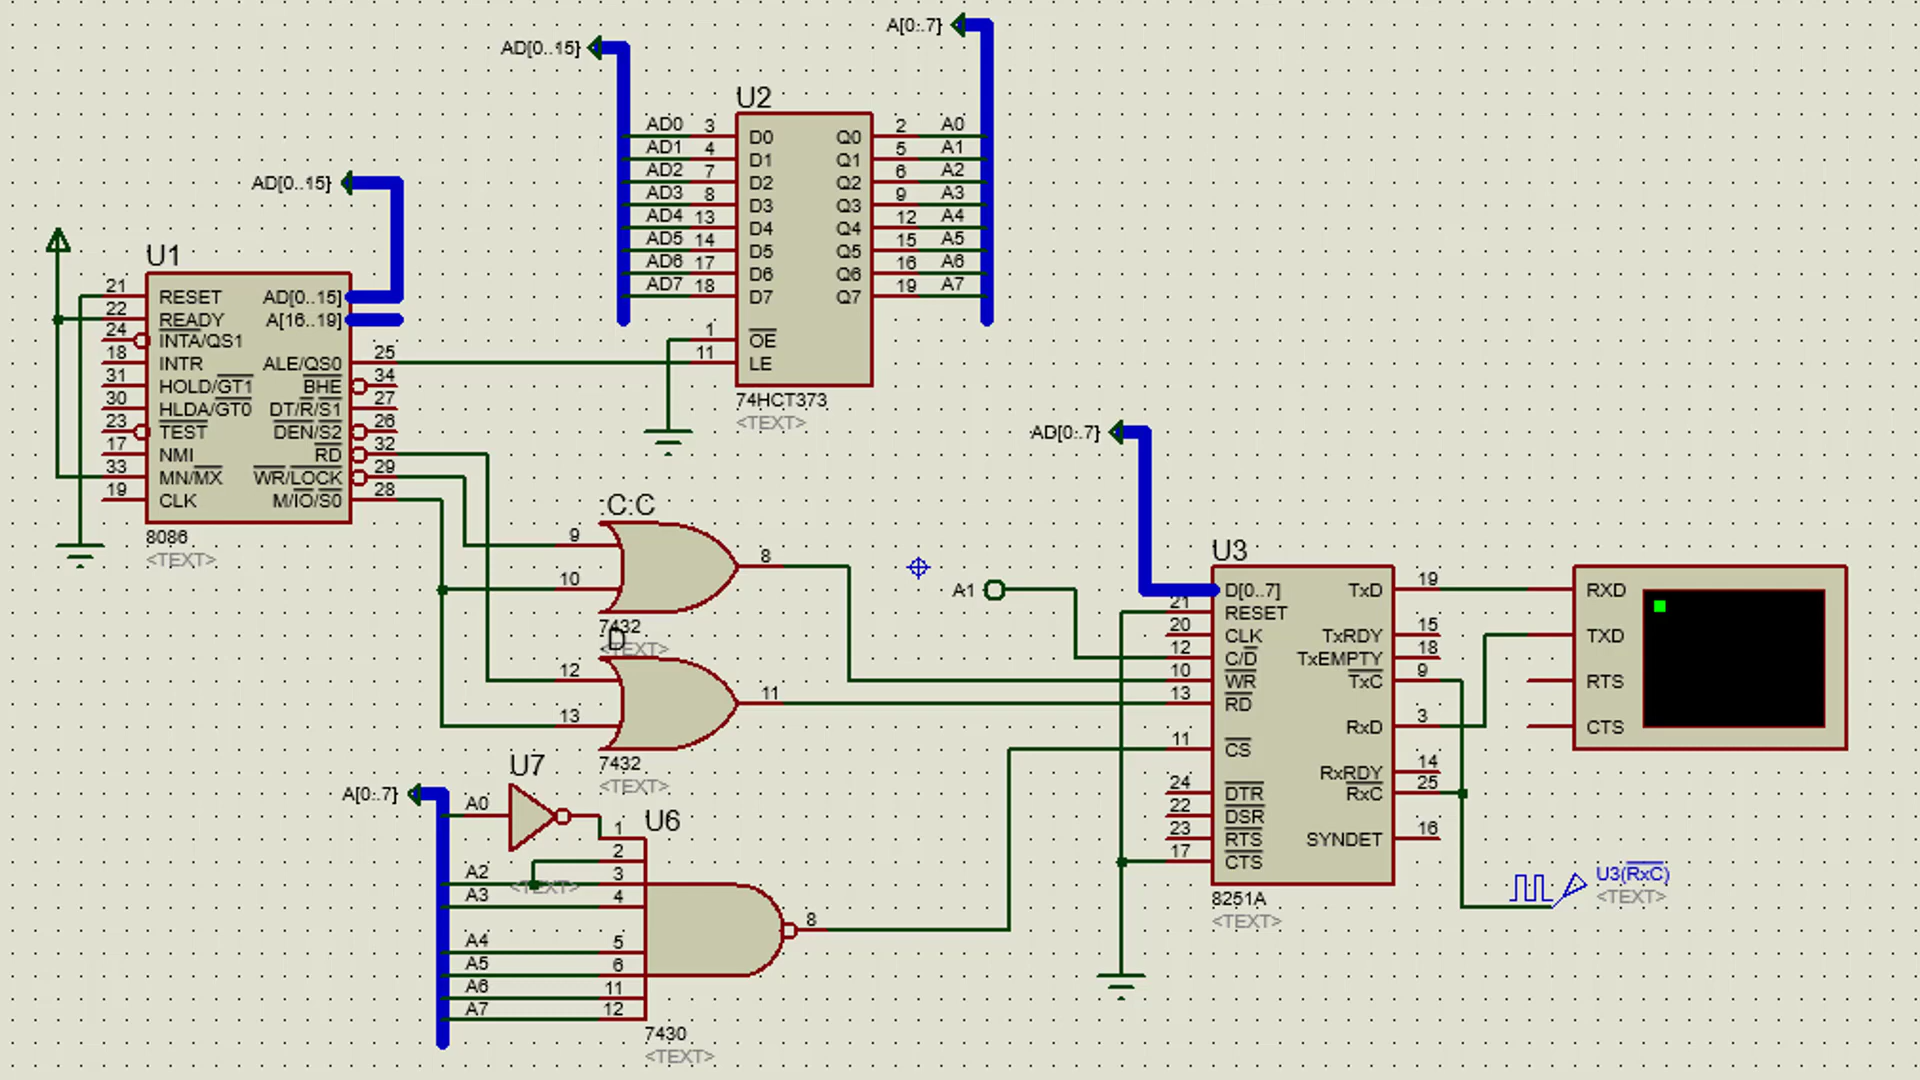 A[0..7]
AD[0..15]
U2
AD0 3 D0 Q0 2 A0
AD1 4 D1 Q1 5 A1
AD2 7 D2 Q2 6 A2
AD3 8 D3 Q3 9 A3
AD4 13 D4 Q4 12 A4
AD5 14 D5 Q5 15 A5
AD6 17 D6 Q6 16 A6
AD7 18 D7 Q7 19 A7
1 OE
11 LE
74HCT373
<TEXT>
AD[0..15]
U1
21 RESET AD[0..15]
22 READY A[16..19]
24 INTA/QS1
18 INTR ALE/QS0 25
31 HOLD/GT1 BHE 34
30 HLDA/GT0 DT/R/S1 27
23 TEST DEN/S2 26
17 NMI RD 32
33 MN/MX WR/LOCK 29
19 CLK M/IO/S0 28
8086
<TEXT>
:C:C
9
10
8
7432
<TEXT>
D
12
13
11
7432
<TEXT>
AD[0..7]
A1
U3
D[0..7] TxD 19
21 RESET
20 CLK TxRDY 15
12 C/D TxEMPTY 18
10 WR TxC 9
13 RD
RxD 3
11 CS
RxRDY 14
24 DTR RxC 25
22 DSR
23 RTS SYNDET 16
17 CTS
8251A
<TEXT>
RXD
TXD
RTS
CTS
U3(RxC)
<TEXT>
A[0..7]
U7
A0
<TEXT>
U6
1
2
A2 3
A3 4
A4 5
A5 6
A6 11
A7 12
8
7430
<TEXT>